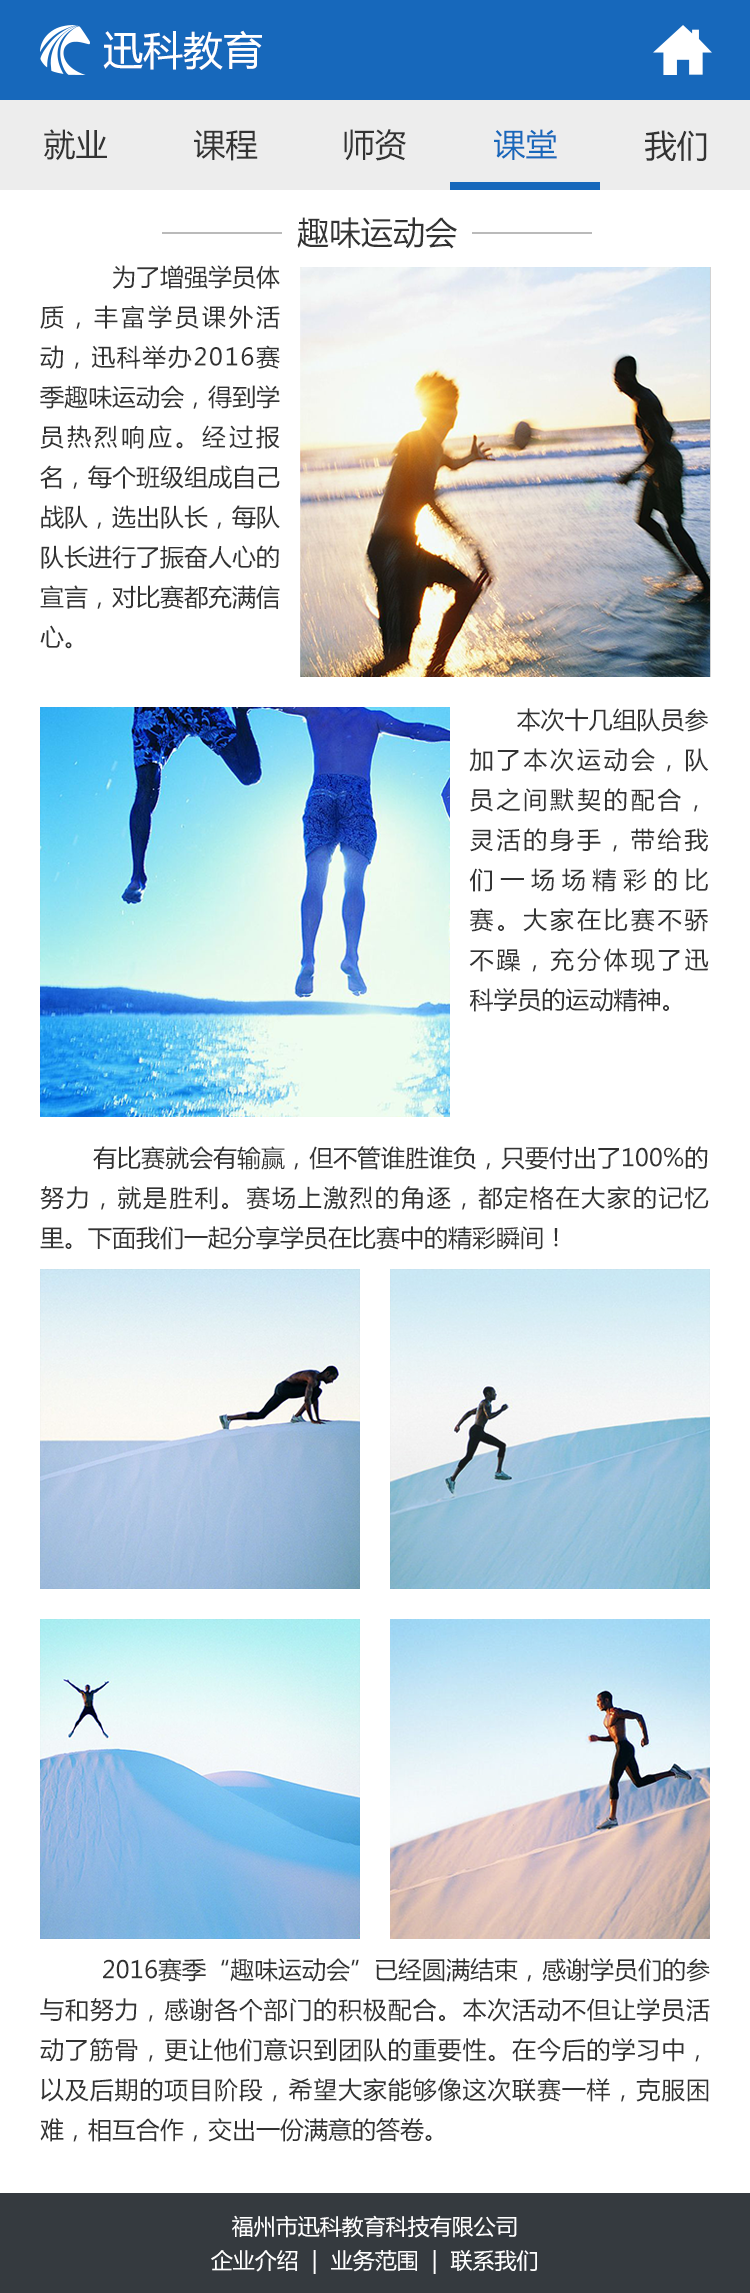 迅科教育
就业 课程 师资 课堂 我们
趣味运动会
为了增强学员体
质，丰富学员课外活
动，迅科举办2016赛
季趣味运动会，得到学
员热烈响应。经过报
名，每个班级组成自己
战队，选出队长，每队
队长进行了振奋人心的
宣言，对比赛都充满信
心。
本次十几组队员参
加了本次运动会，队
员之间默契的配合，
灵活的身手，带给我
们一场场精彩的比
赛。大家在比赛不骄
不躁，充分体现了迅
科学员的运动精神。
有比赛就会有输赢，但不管谁胜谁负，只要付出了100%的
努力，就是胜利。赛场上激烈的角逐，都定格在大家的记忆
里。下面我们一起分享学员在比赛中的精彩瞬间！
2016赛季“趣味运动会”已经圆满结束，感谢学员们的参
与和努力，感谢各个部门的积极配合。本次活动不但让学员活
动了筋骨，更让他们意识到团队的重要性。在今后的学习中，
以及后期的项目阶段，希望大家能够像这次联赛一样，克服困
难，相互合作，交出一份满意的答卷。
福州市迅科教育科技有限公司
企业介绍 | 业务范围 | 联系我们